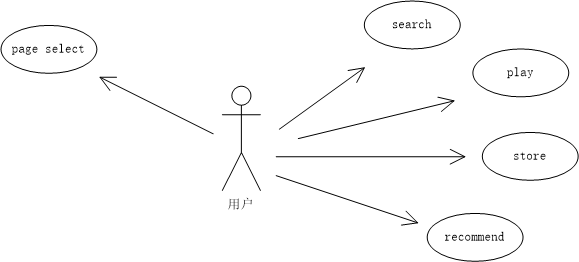 search
page select
play
store
用户
recommend